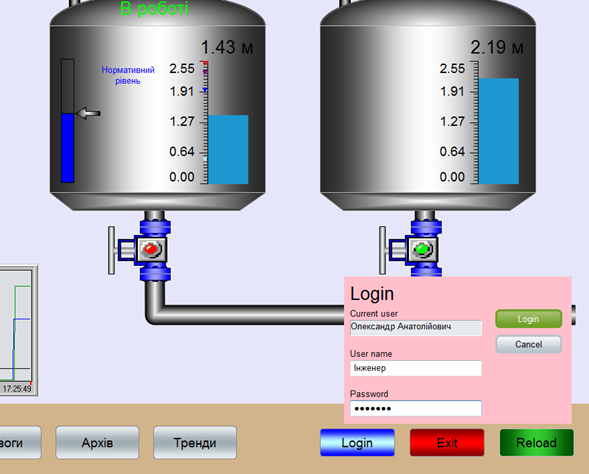 В роботі
1.43 м
2.19 м
Нормативний
рівень
2.55
1.91
1.27
0.64
0.00
2.55
1.91
1.27
0.64
0.00
Login
Current user
Олександр Анатолійович
Login
Cancel
User name
Інженер
Password
•••••••
17:25:49
воги
Архів
Тренди
Login
Exit
Reload